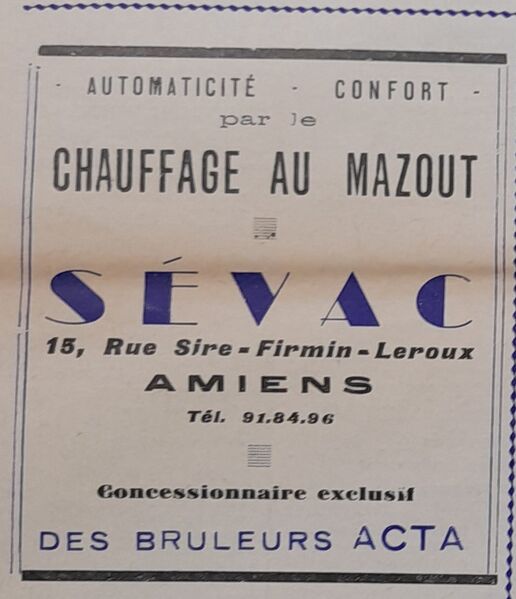 - AUTOMATICITÉ - CONFORT -
par le
CHAUFFAGE AU MAZOUT
SÉVAC
15, Rue Sire-Firmin-Leroux
AMIENS
Tél. 91.84.96
Concessionnaire exclusif
DES BRULEURS ACTA